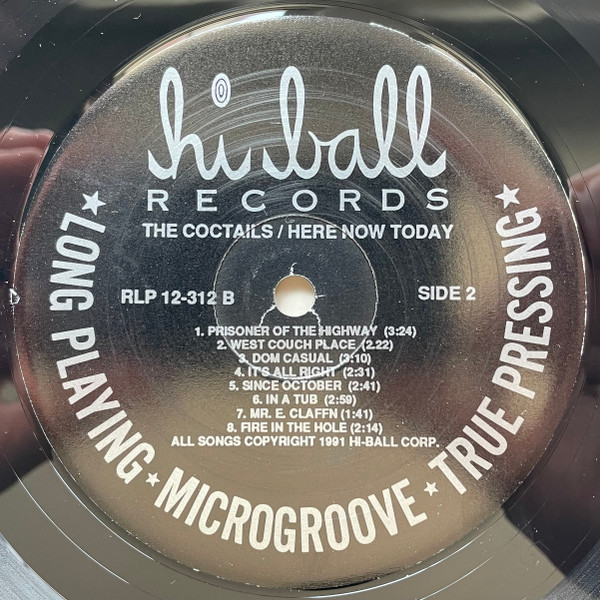 hi ball
RECORDS
THE COCTAILS / HERE NOW TODAY
RLP 12-312 B
SIDE 2
1. PRISONER OF THE HIGHWAY (3:24)
2. WEST COUCH PLACE (2.22)
3. DOM CASUAL (3:10)
4. IT'S ALL RIGHT (2:31)
5. SINCE OCTOBER (2:41)
6. IN A TUB (2:59)
7. MR. E. CLAFFN (1:41)
8. FIRE IN THE HOLE (2:14)
ALL SONGS COPYRIGHT 1991 HI-BALL CORP.
★LONG PLAYING★MICROGROOVE★TRUE PRESSING★